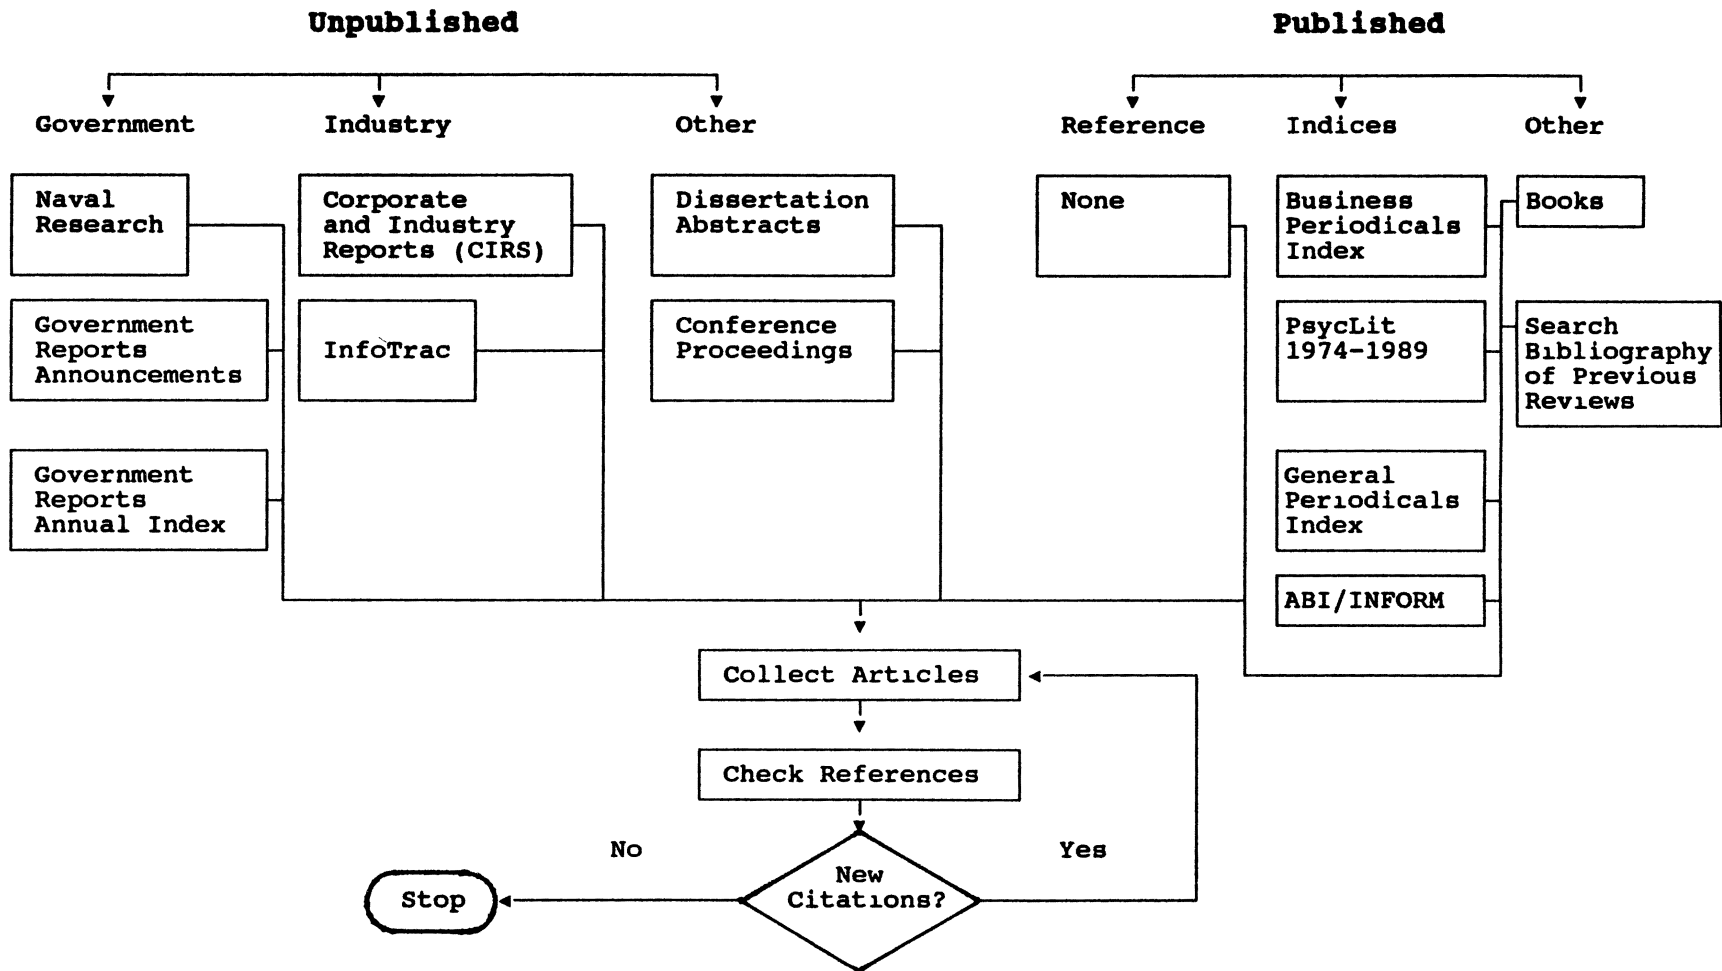 Unpublished
Published
Government
Industry
Other
Reference
Indices
Other
Naval
Research
Corporate
and Industry
Reports (CIRS)
Dissertation
Abstracts
None
Business
Periodicals
Index
Books
Government
Reports
Announcements
InfoTrac
Conference
Proceedings
PsycLit
1974-1989
Search
Bibliography
of Previous
Reviews
Government
Reports
Annual Index
General
Periodicals
Index
ABI/INFORM
Collect Articles
Check References
No
Yes
New
Citations?
Stop